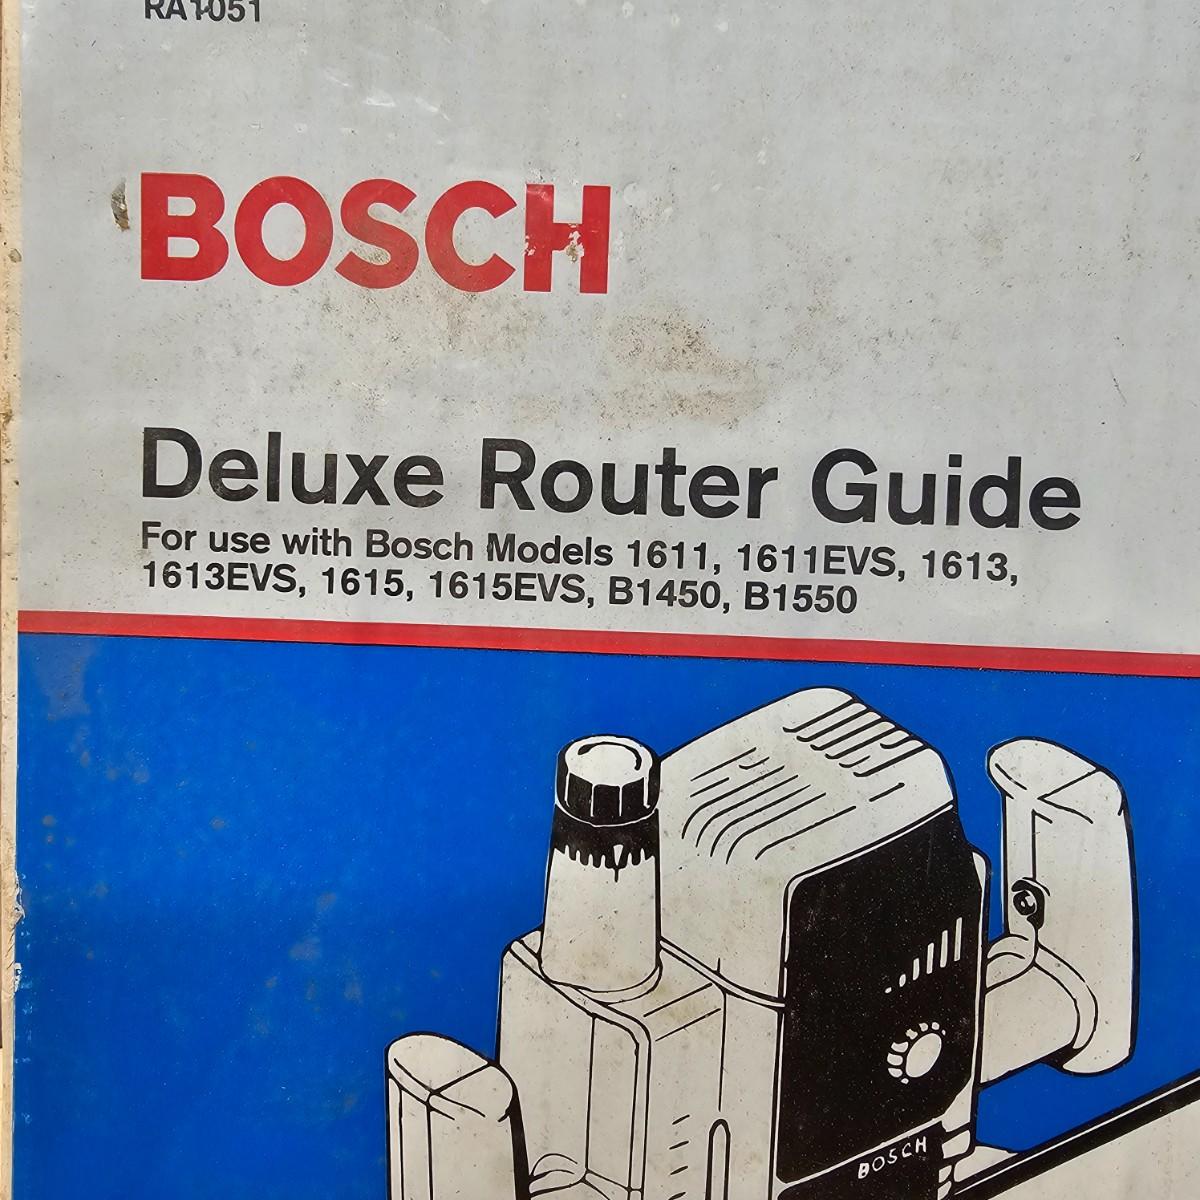 RA1051
BOSCH
Deluxe Router Guide
For use with Bosch Models 1611, 1611EVS, 1613,
1613EVS, 1615, 1615EVS, B1450, B1550
BOSCH